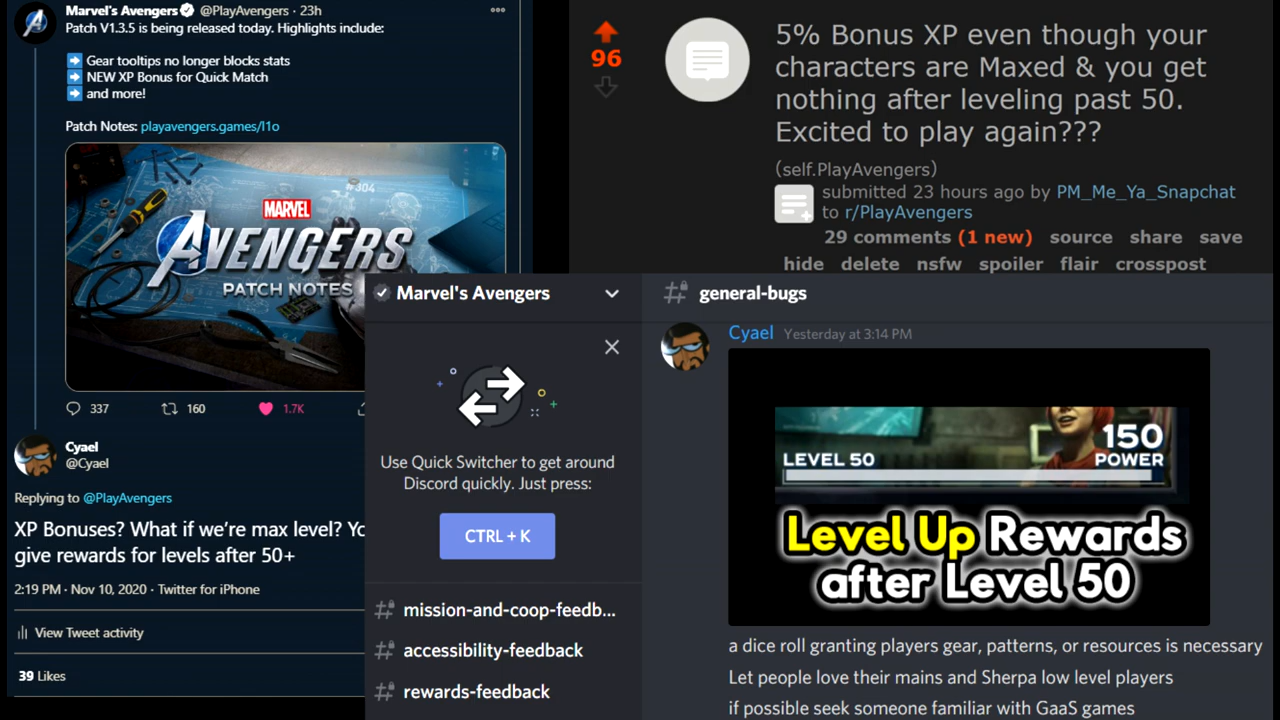 Marvel's Avengers @PlayAvengers · 23h
Patch V1.3.5 is being released today. Highlights include:
➡ Gear tooltips no longer blocks stats
➡ NEW XP Bonus for Quick Match
➡ and more!
Patch Notes: playavengers.games/l1o
304
MARVEL
AVENGERS
PATCH NOTES
337 160 1.7K
Cyael
@Cyael
Replying to @PlayAvengers
XP Bonuses? What if we're max level?
give rewards for levels after 50+
2:19 PM · Nov 10, 2020 · Twitter for iPhone
View Tweet activity
39 Likes
96
5% Bonus XP even though your
characters are Maxed & you get
nothing after leveling past 50.
Excited to play again???
(self.PlayAvengers)
submitted 23 hours ago by PM_Me_Ya_Snapchat
to r/PlayAvengers
29 comments (1 new) source share save
hide delete nsfw spoiler flair crosspost
Marvel's Avengers
Use Quick Switcher to get around
Discord quickly. Just press:
CTRL + K
mission-and-coop-feedb...
accessibility-feedback
rewards-feedback
general-bugs
Cyael Yesterday at 3:14 PM
150
LEVEL 50 POWER
Level Up Rewards
after Level 50
a dice roll granting players gear, patterns, or resources is necessary
Let people love their mains and Sherpa low level players
if possible seek someone familiar with GaaS games